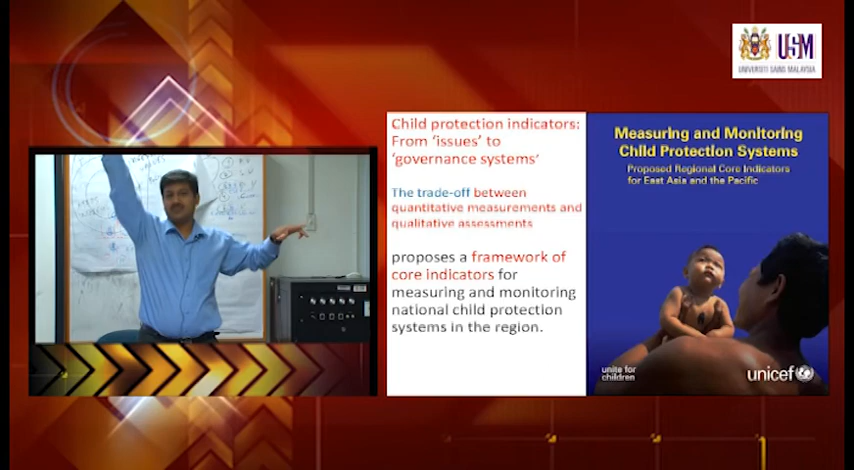 USM
UNIVERSITI SAINS MALAYSIA
Child protection indicators:
From ‘issues’ to
‘governance systems’
The trade-off between
quantitative measurements and
qualitative assessments
proposes a framework of
core indicators for
measuring and monitoring
national child protection
systems in the region.
Measuring and Monitoring
Child Protection Systems
Proposed Regional Core Indicators
for East Asia and the Pacific
unite for
children
unicef